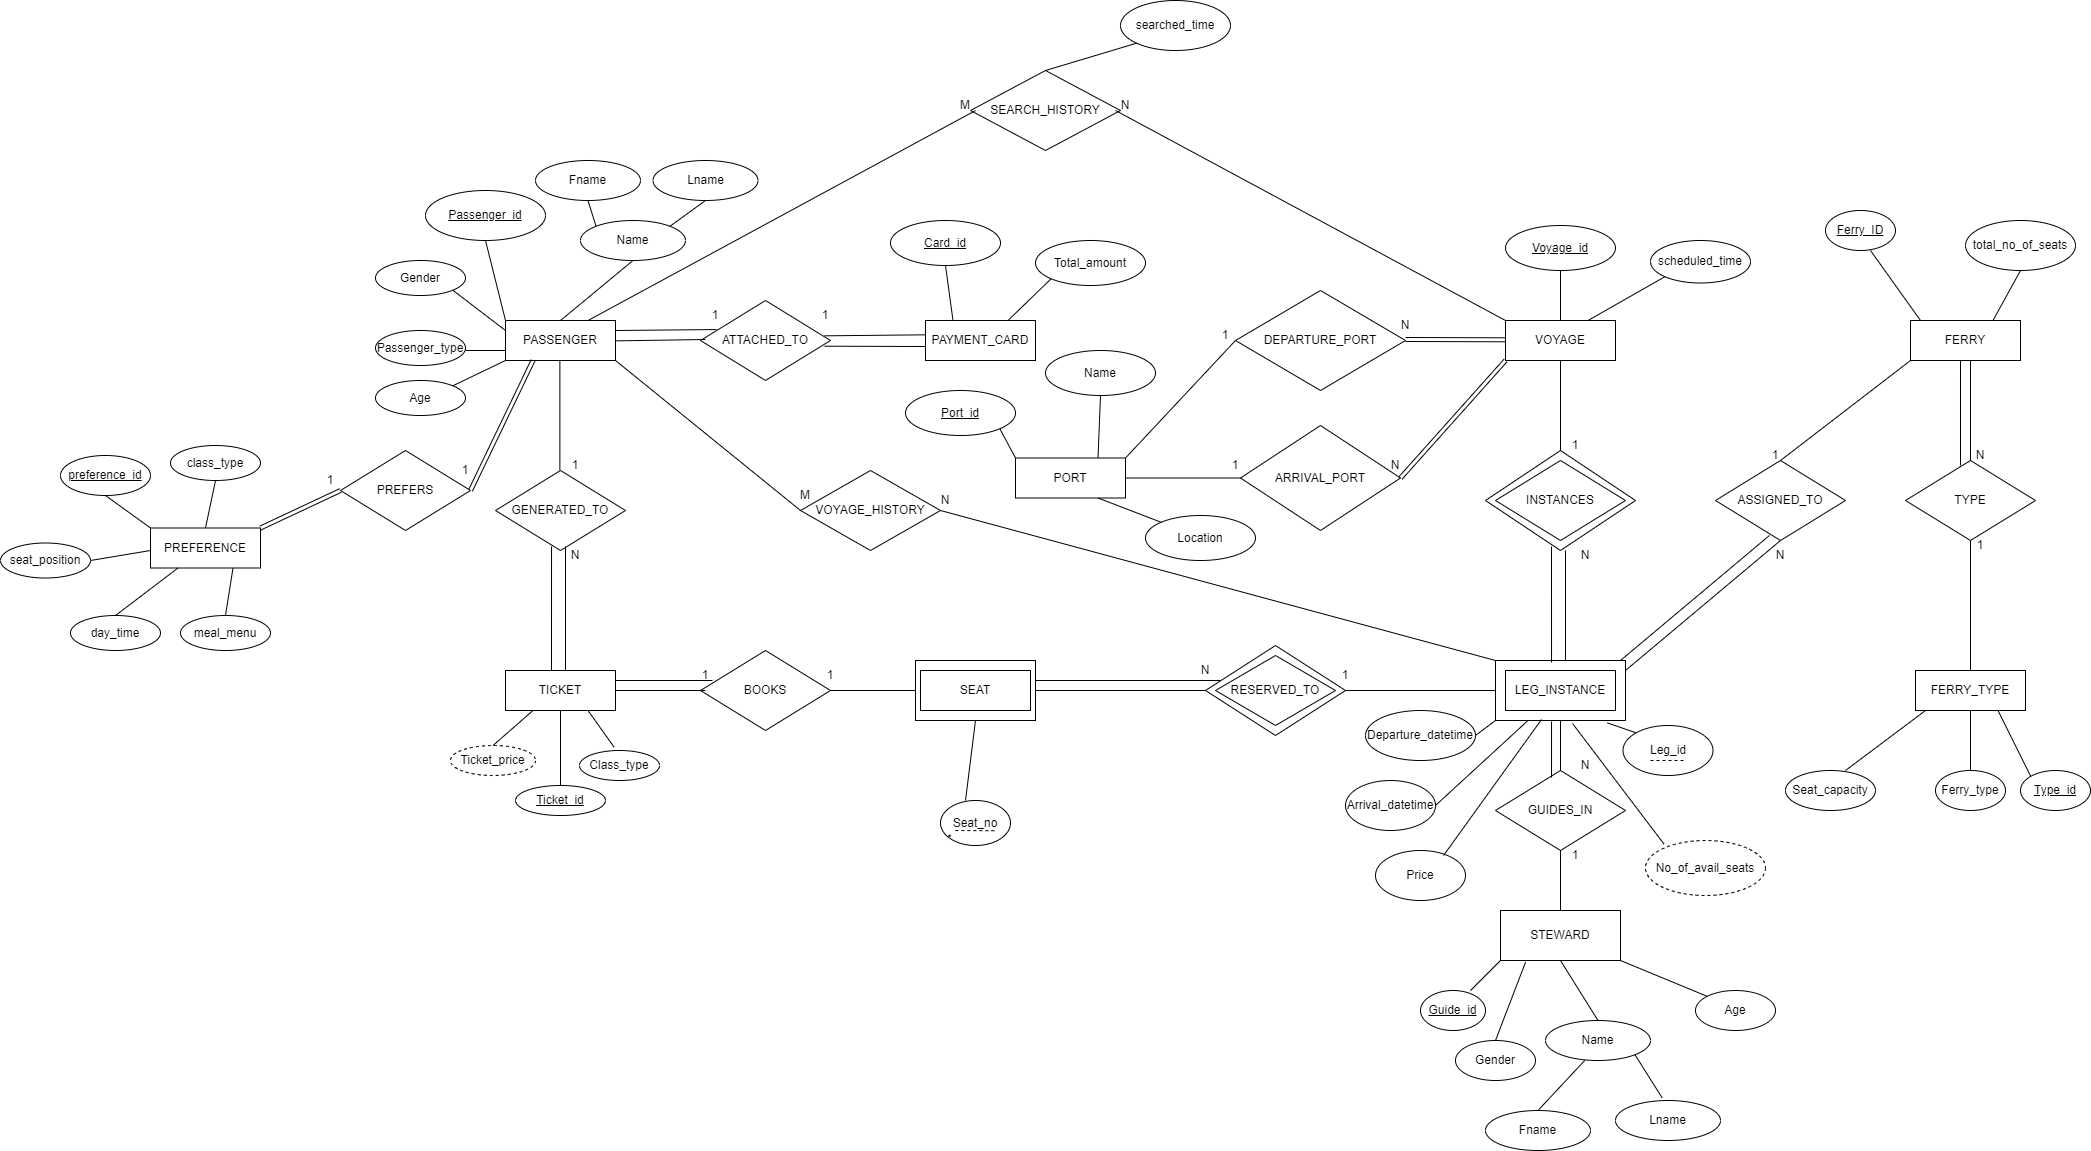 searched_time
M
SEARCH_HISTORY
N
Fname
Lname
Passenger_id
Name
Gender
Passenger_type
Age
PASSENGER
1
ATTACHED_TO
1
PAYMENT_CARD
Card_id
Total_amount
1
DEPARTURE_PORT
N
VOYAGE
Voyage_id
scheduled_time
Ferry_ID
total_no_of_seats
FERRY
Name
Port_id
PORT
Location
1
ARRIVAL_PORT
N
preference_id
class_type
PREFERENCE
seat_position
day_time
meal_menu
1
PREFERS
1
1
GENERATED_TO
N
M
VOYAGE_HISTORY
N
1
INSTANCES
N
1
ASSIGNED_TO
N
N
TYPE
1
TICKET
Ticket_price
Ticket_id
Class_type
1
BOOKS
1
SEAT
Seat_no
N
RESERVED_TO
1
LEG_INSTANCE
Departure_datetime
Arrival_datetime
Price
Leg_id
No_of_avail_seats
FERRY_TYPE
Seat_capacity
Ferry_type
Type_id
N
GUIDES_IN
1
STEWARD
Guide_id
Gender
Name
Age
Fname
Lname